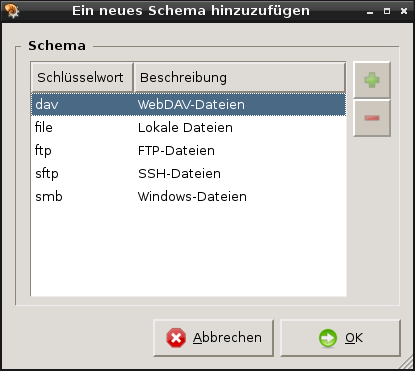 Ein neues Schema hinzuzufügen
Schema
Schlüsselwort Beschreibung
dav WebDAV-Dateien
file Lokale Dateien
ftp FTP-Dateien
sftp SSH-Dateien
smb Windows-Dateien
Abbrechen OK